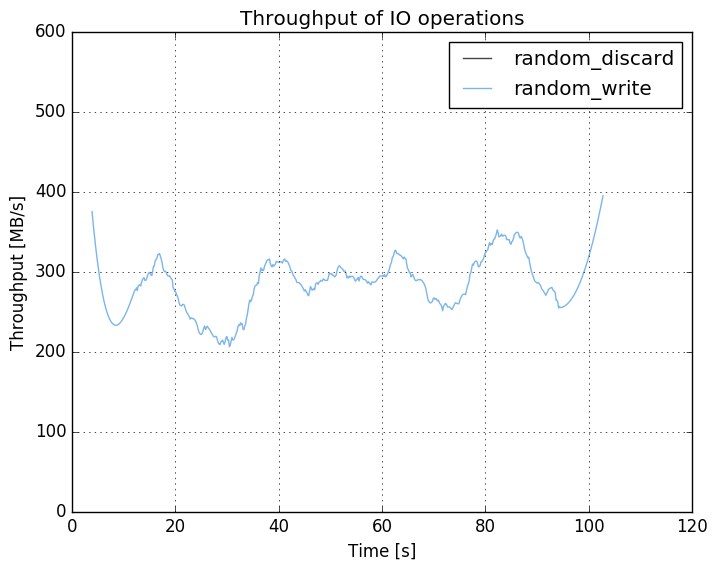 Throughput of IO operations
600
random_discard
random_write
500
400
300
200
100
0
Throughput [MB/s]
0 20 40 60 80 100 120
Time [s]